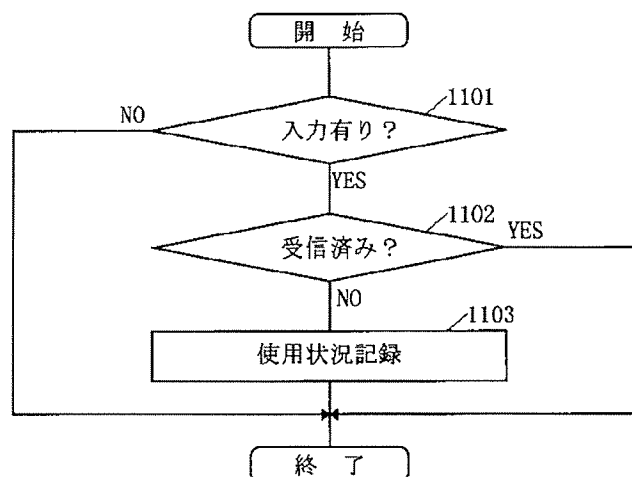 開 始
1101
NO
入力有り？
YES
1102
受信済み？
YES
NO
1103
使用状況記録
終 了